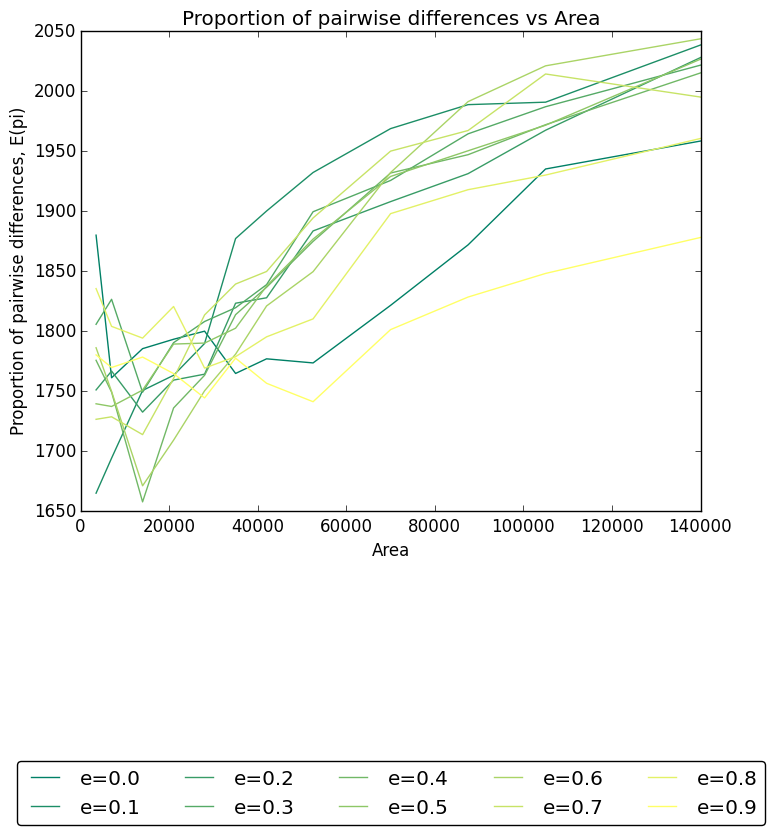 Proportion of pairwise differences vs Area
Proportion of pairwise differences, E(pi)
2050
2000
1950
1900
1850
1800
1750
1700
1650
0 20000 40000 60000 80000 100000 120000 140000
Area
e=0.0 e=0.2 e=0.4 e=0.6 e=0.8
e=0.1 e=0.3 e=0.5 e=0.7 e=0.9